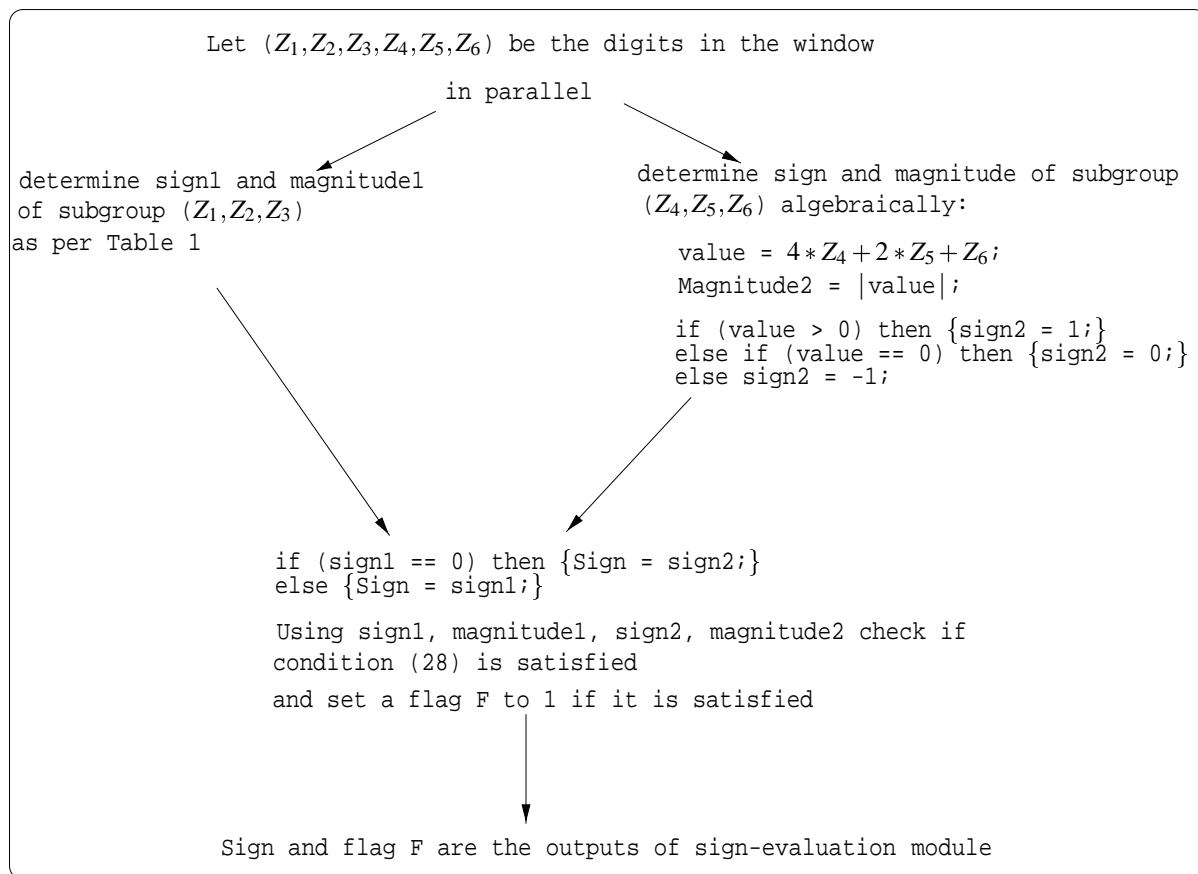 Let (Z₁,Z₂,Z₃,Z₄,Z₅,Z₆) be the digits in the window
in parallel
determine sign1 and magnitude1
of subgroup (Z₁,Z₂,Z₃)
as per Table 1
determine sign and magnitude of subgroup
(Z₄,Z₅,Z₆) algebraically:
value = 4 * Z₄ + 2 * Z₅ + Z₆;
Magnitude2 = |value|;
if (value > 0) then {sign2 = 1;}
else if (value == 0) then {sign2 = 0;}
else sign2 = -1;
if (sign1 == 0) then {Sign = sign2;}
else {Sign = sign1;}
Using sign1, magnitude1, sign2, magnitude2 check if
condition (28) is satisfied
and set a flag F to 1 if it is satisfied
Sign and flag F are the outputs of sign-evaluation module